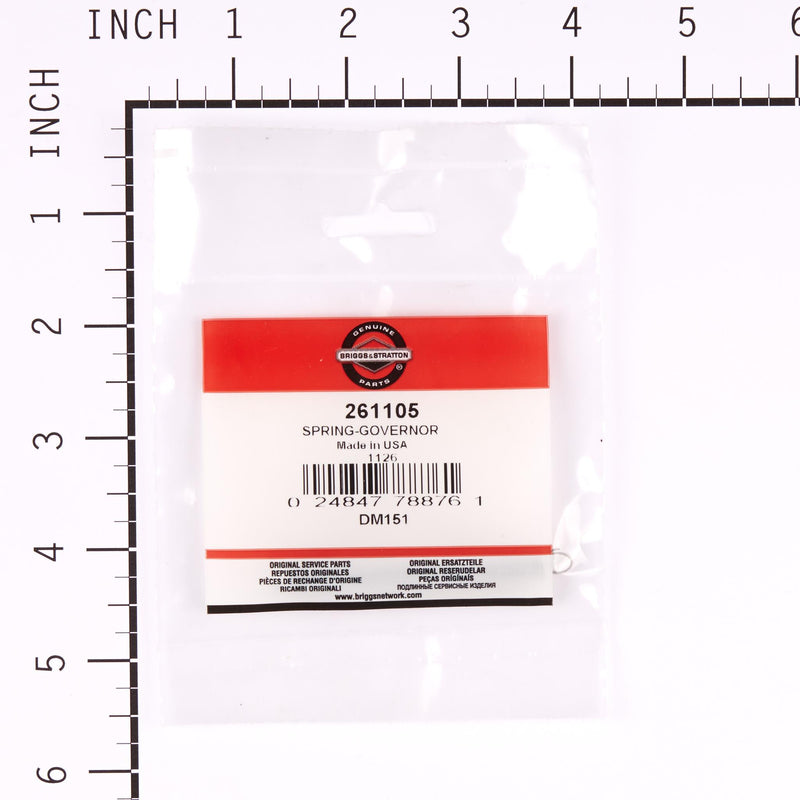 INCH 1 2 3 4 5 6
INCH
1
2
3
4
5
6
GENUINE
BRIGGS&STRATTON
®
PARTS
261105
SPRING-GOVERNOR
Made in USA
1126
0 24847 78876 1
DM151
ORIGINAL SERVICE PARTS ORIGINAL ERSATZTEILE
REPUESTOS ORIGINALES ORIGINAL RESERUDELAR
PIÈCES DE RECHANGE D'ORIGINE PEÇAS ORIGÍNAIS
RICAMBI ORIGINALI ПОДЛИННЫЕ СЕРВИСНЫЕ ИЗДЕЛИЯ
www.briggsnetwork.com